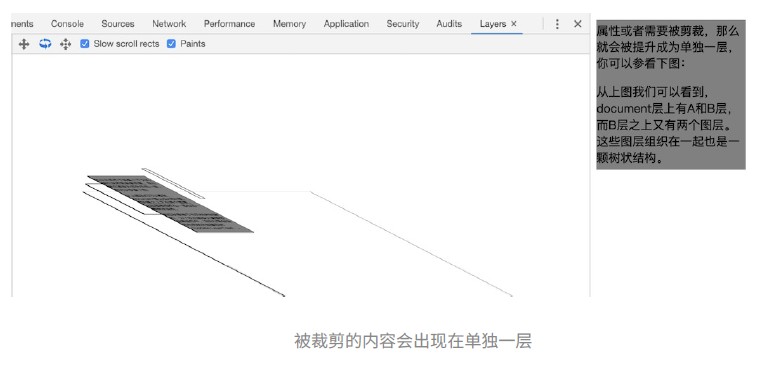 nents Console Sources Network Performance Memory Application Security Audits Layers ×
Slow scroll rects Paints
属性或者需要被剪裁，那么
就会被提升成为单独一层，
你可以参看下图：
从上图我们可以看到，
document层上有A和B层，
而B层之上又有两个图层。
这些图层组织在一起也是一
颗树状结构。
被裁剪的内容会出现在单独一层